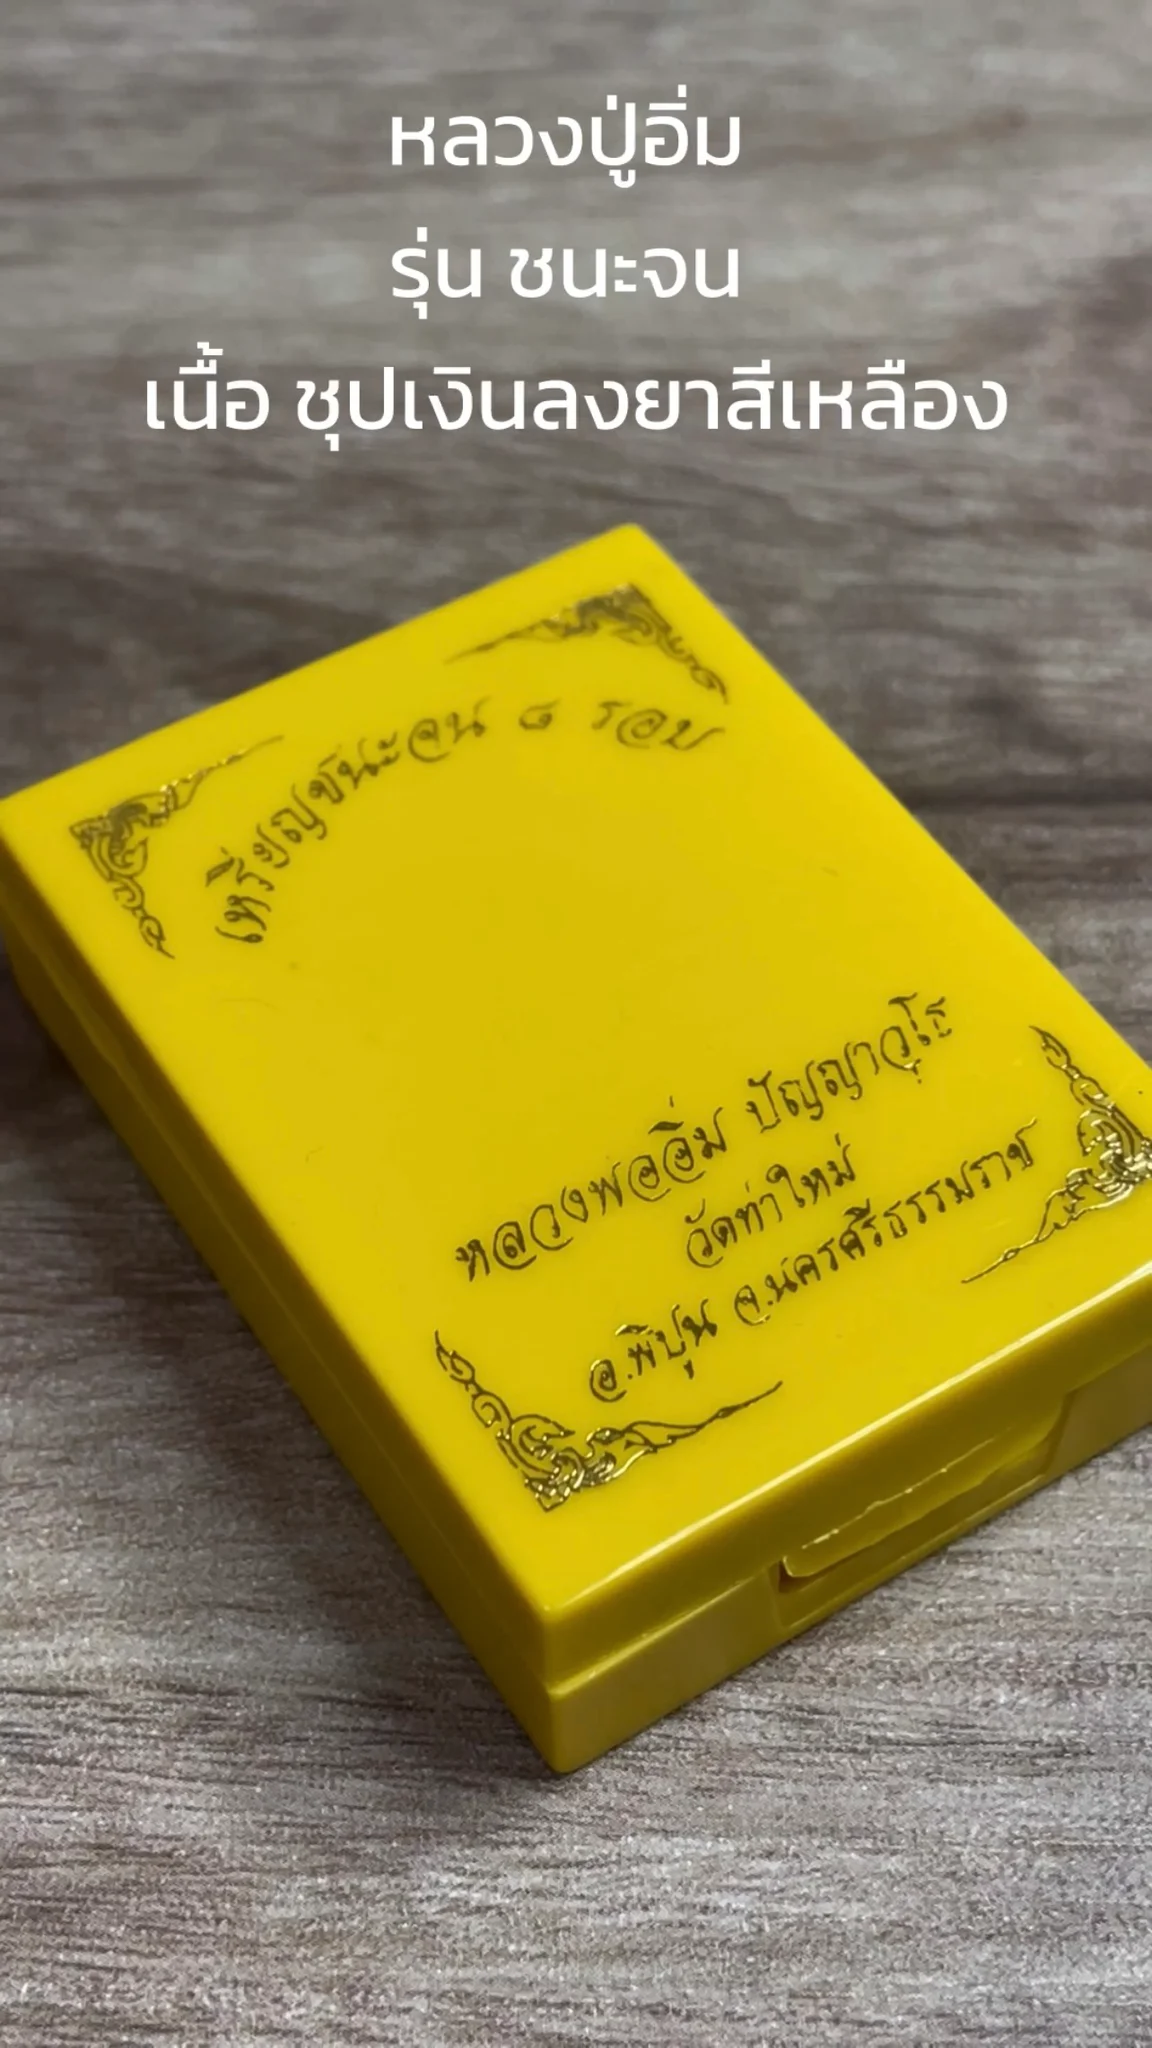 หลวงปู่อิ่ม
รุ่น ชนะจน
เนื้อ ชุบเงินลงยาสีเหลือง
เหรียญชนะจน ๘ รอบ
หลวงพ่ออิ่ม ปัญญาวุโธ
วัดท่าใหม่
อ.พิปูน จ.นครศรีธรรมราช